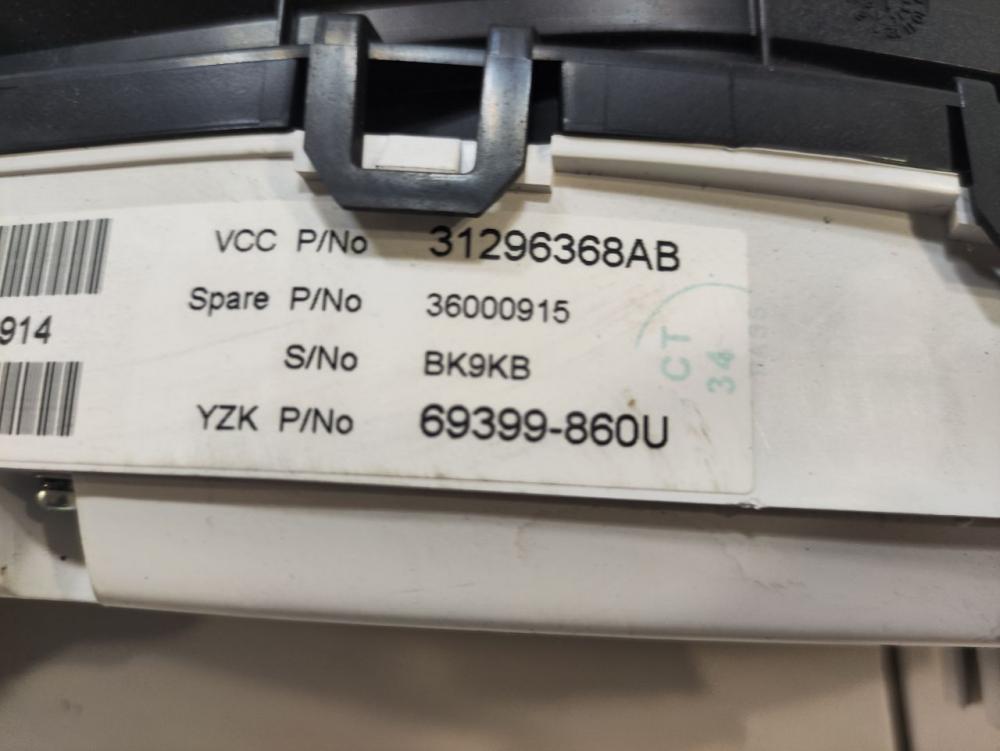 VCC P/No 31296368AB
Spare P/No 36000915
914
S/No BK9KB
YZK P/No 69399-860U
CT
34